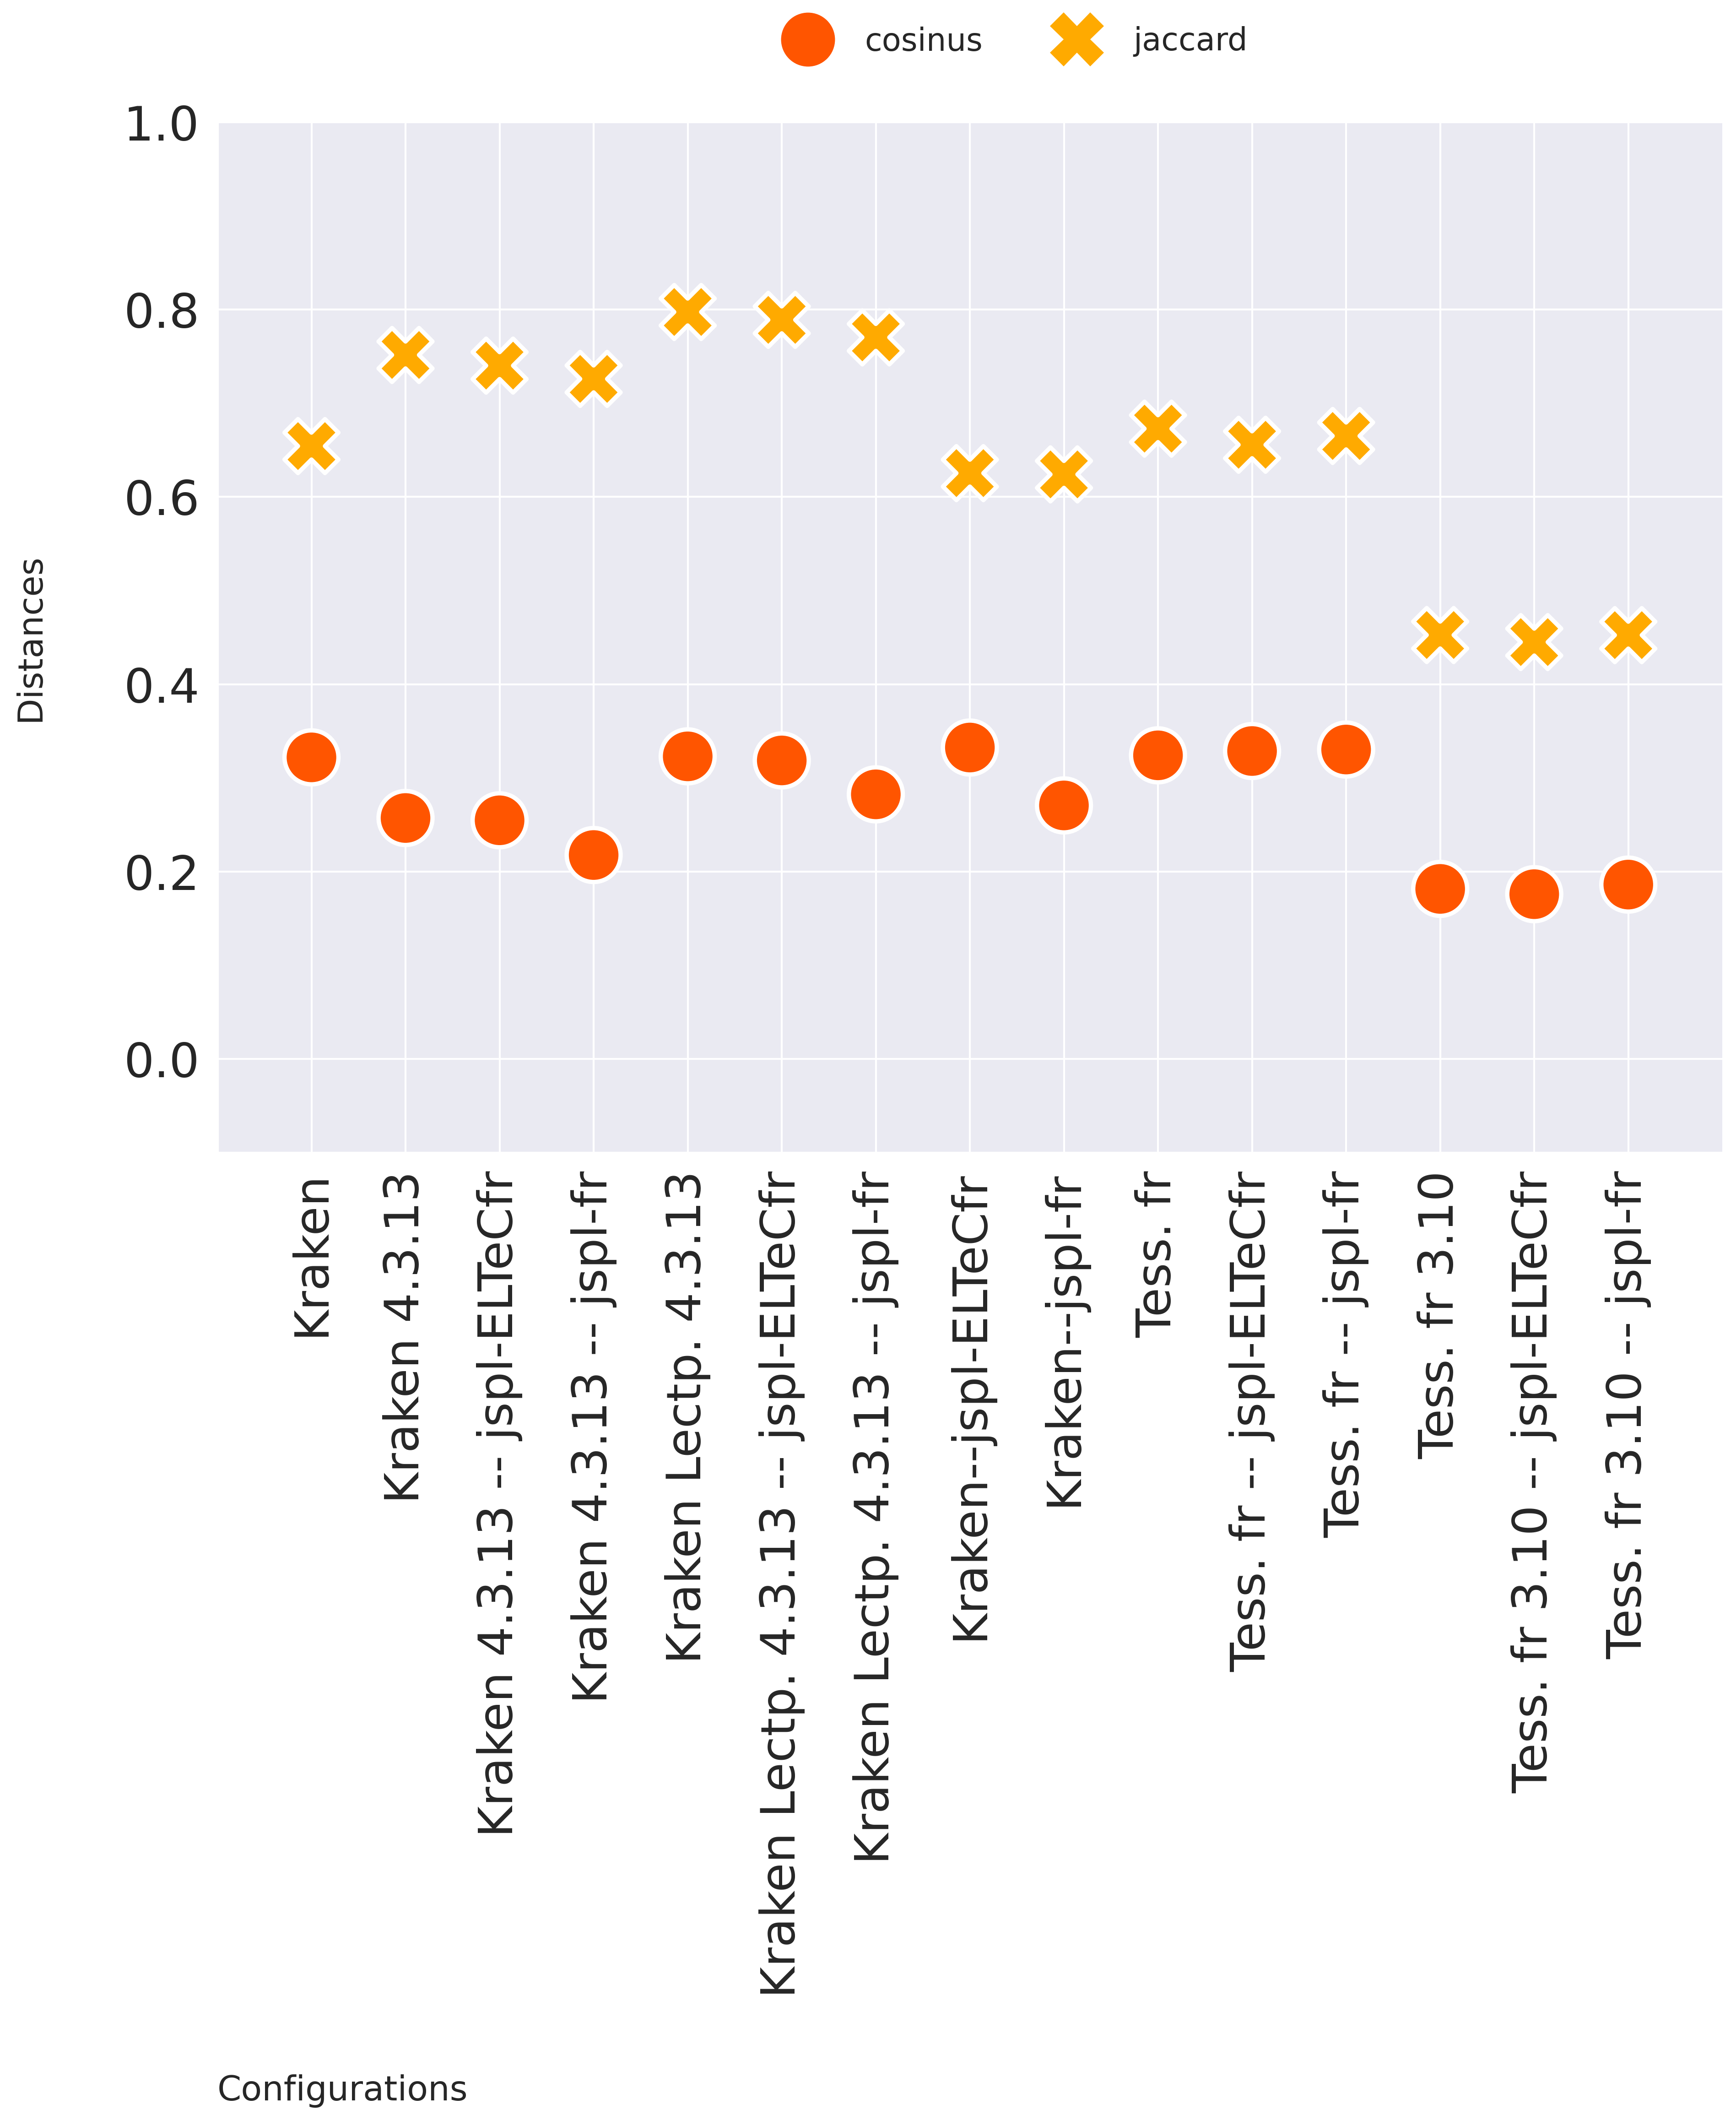 cosinus
jaccard
1.0
0.8
0.6
0.4
0.2
0.0
Distances
Kraken
Kraken 4.3.13
Kraken 4.3.13 -- jspl-ELTeCfr
Kraken 4.3.13 -- jspl-fr
Kraken Lectp. 4.3.13
Kraken Lectp. 4.3.13 -- jspl-ELTeCfr
Kraken Lectp. 4.3.13 -- jspl-fr
Kraken--jspl-ELTeCfr
Kraken--jspl-fr
Tess. fr
Tess. fr -- jspl-ELTeCfr
Tess. fr -- jspl-fr
Tess. fr 3.10
Tess. fr 3.10 -- jspl-ELTeCfr
Tess. fr 3.10 -- jspl-fr
Configurations